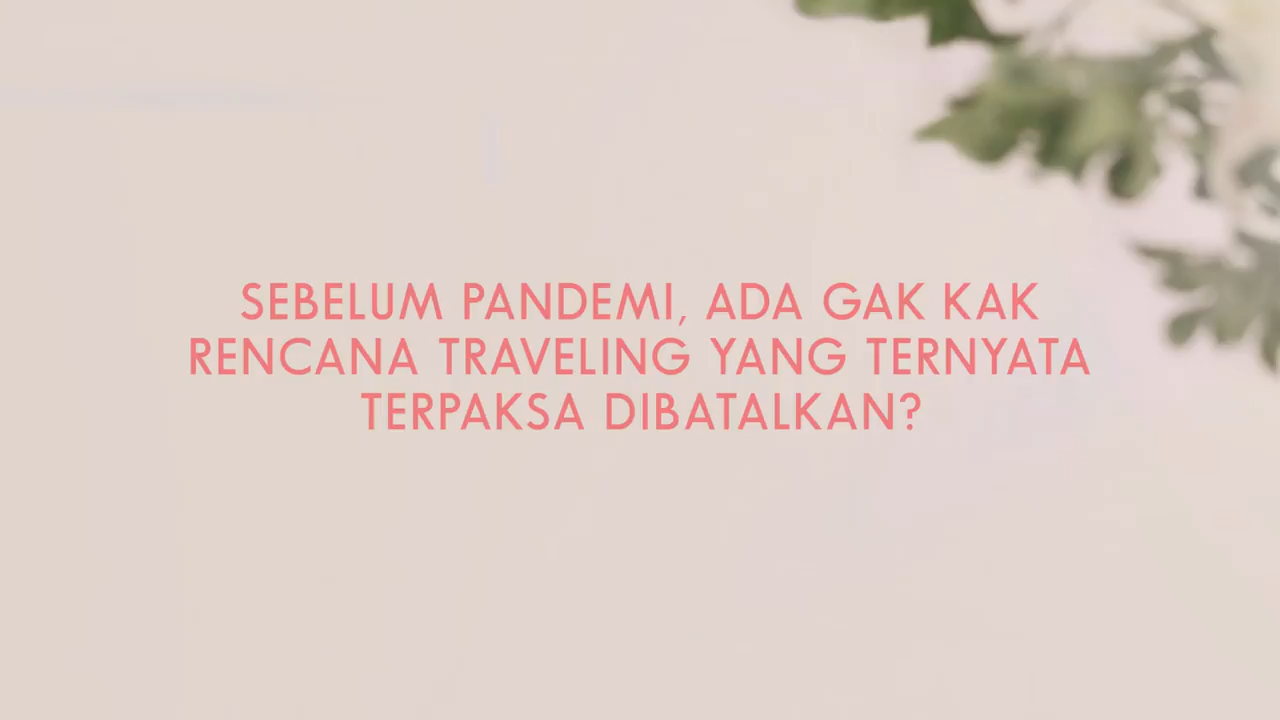 SEBELUM PANDEMI, ADA GAK KAK
RENCANA TRAVELING YANG TERNYATA
TERPAKSA DIBATALKAN?